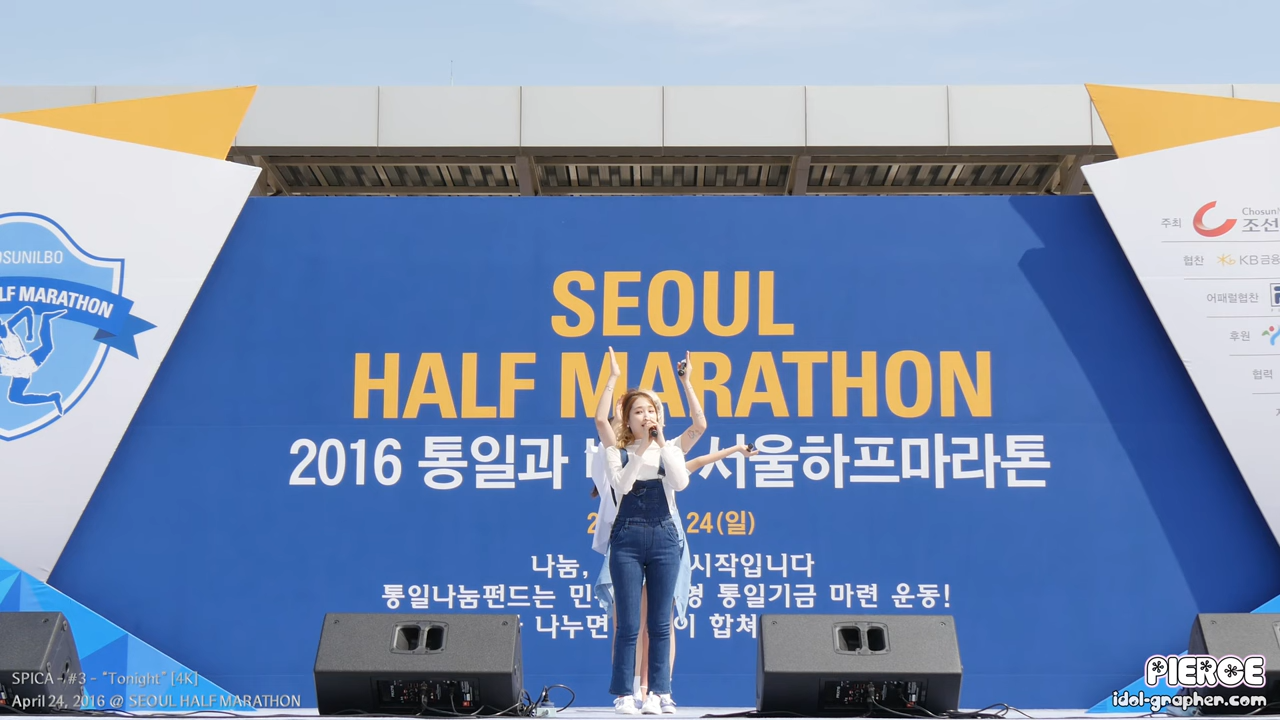 SEOUL
HALF MARATHON
2016 통일과 서울하프마라톤
24(일)
나눔, 시작입니다
통일나눔펀드는 통일기금 마련 운동!
나누면 합쳐
OSUNILBO
LF MARATHON
주최 Chosun 조선
협찬 KB금융
어패럴협찬
후원
협력
SPICA - #3 - "Tonight" [4K]
April 24, 2016 @ SEOUL HALF MARATHON
PIERCE
idol-grapher.com